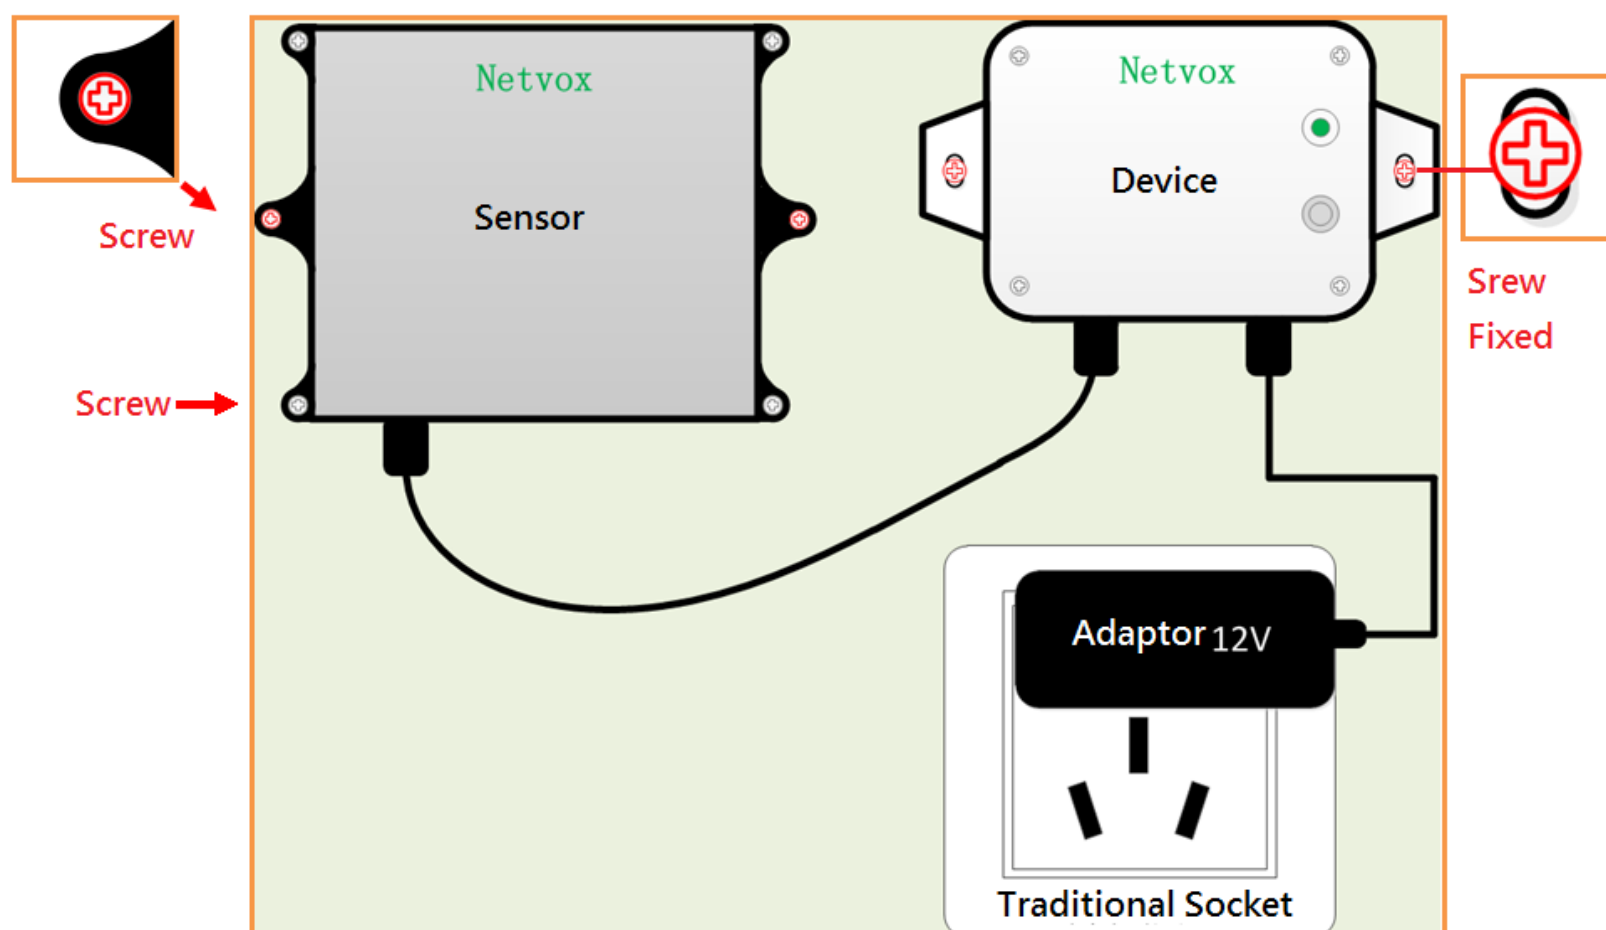 Netvox
Sensor
Screw
Screw
Netvox
Device
Srew
Fixed
Adaptor 12V
Traditional Socket